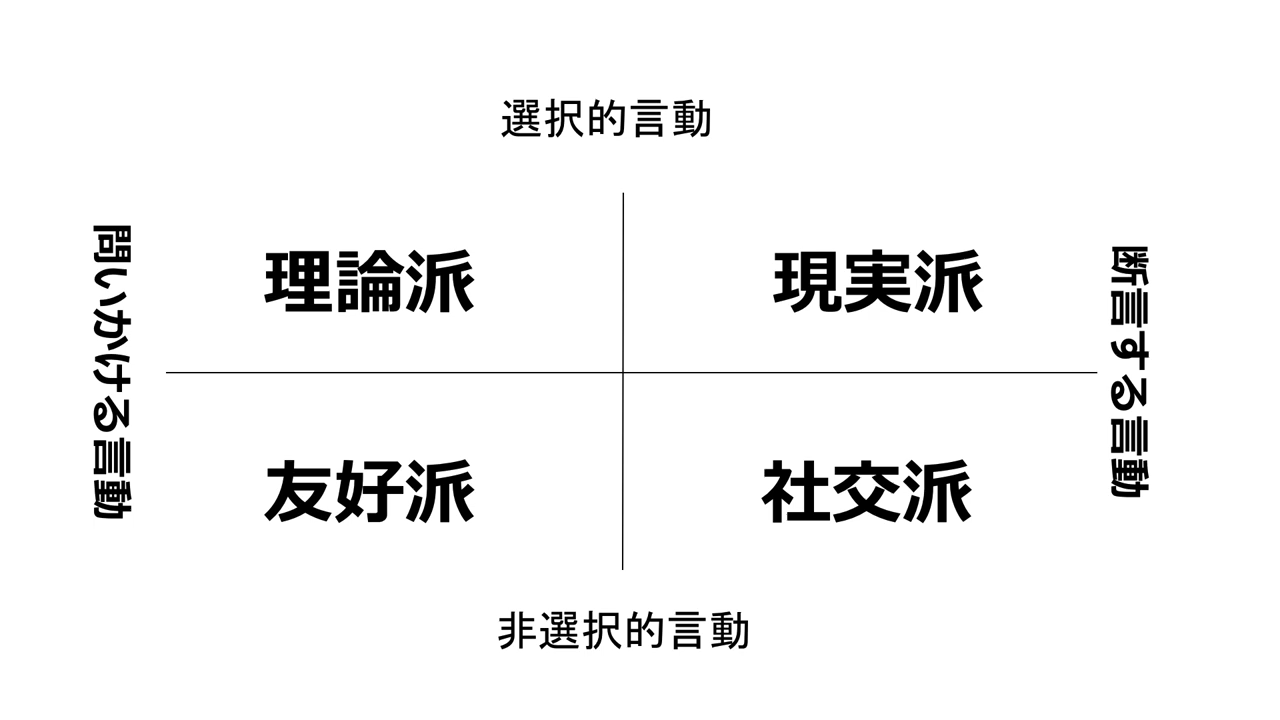 選択的言動
問いかける言動
理論派
現実派
断言する言動
友好派
社交派
非選択的言動